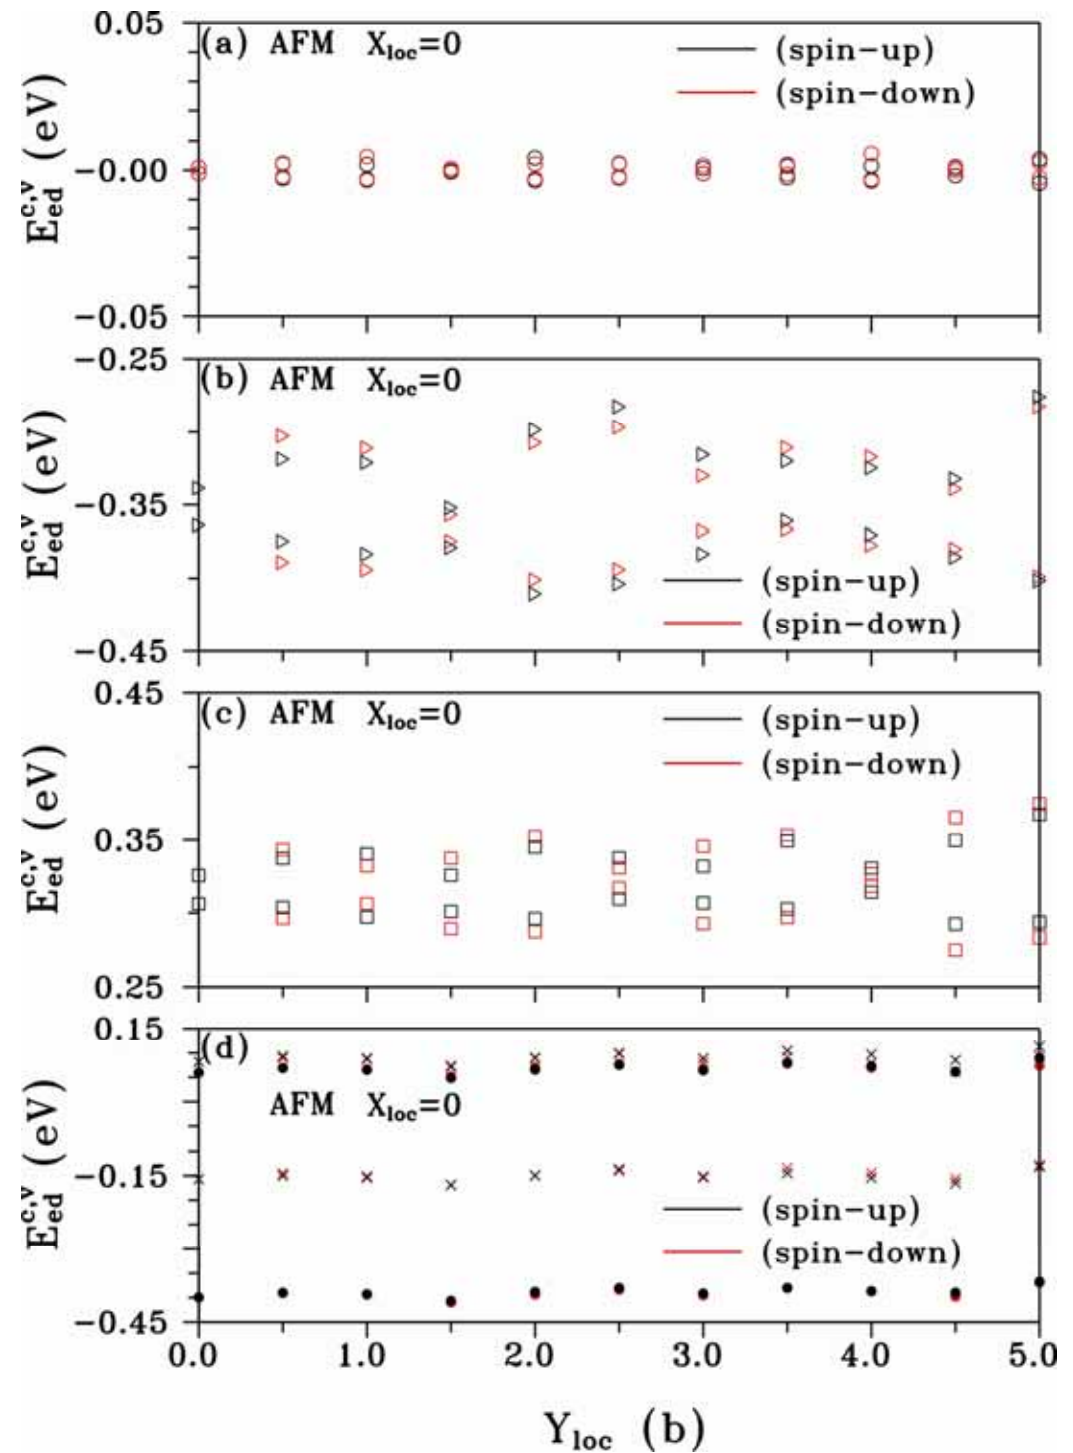 0.05
(a) AFM X_loc=0
(spin-up)
(spin-down)
-0.00
E_ed^c,v (eV)
-0.05
-0.25
(b) AFM X_loc=0
-0.35
E_ed^c,v (eV)
(spin-up)
(spin-down)
-0.45
0.45
(c) AFM X_loc=0
(spin-up)
(spin-down)
0.35
E_ed^c,v (eV)
0.25
0.15
(d)
AFM X_loc=0
-0.15
E_ed^c,v (eV)
(spin-up)
(spin-down)
-0.45
0.0 1.0 2.0 3.0 4.0 5.0
Y_loc (b)